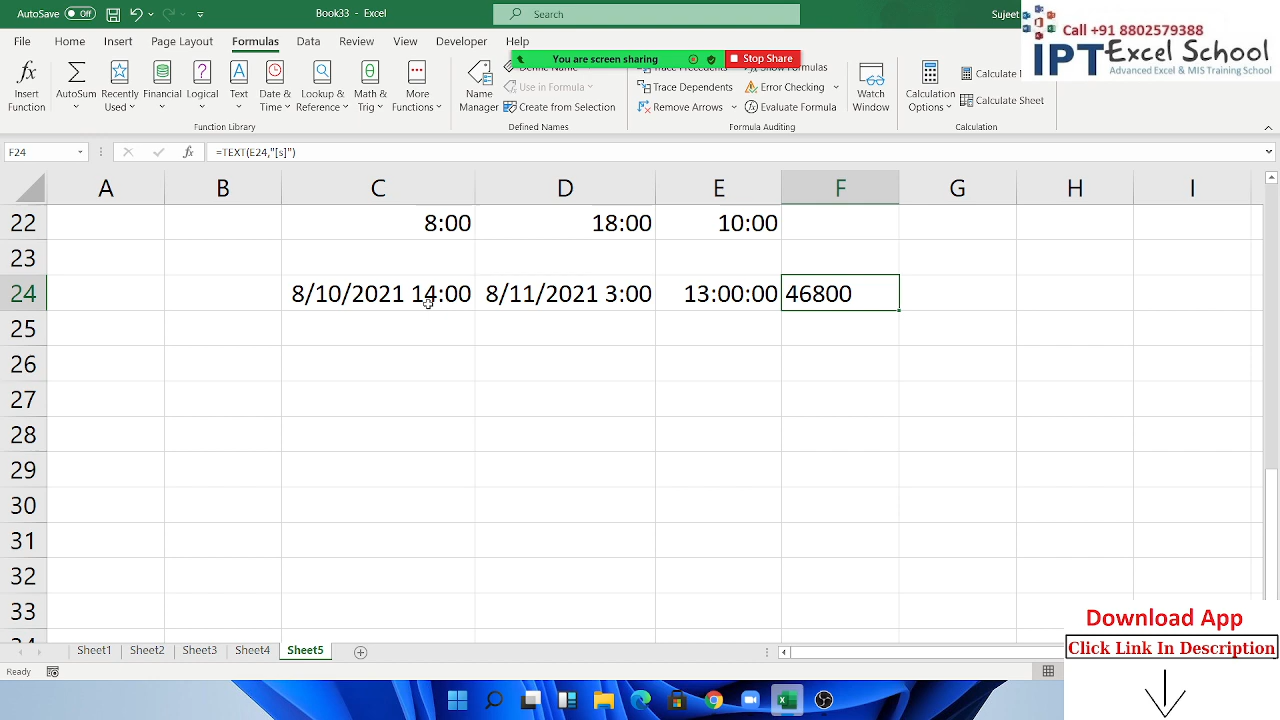 AutoSave Off Book33 - Excel Search Sujeet
Call +91 8802579388
IPT Excel School
Advanced Excel & MIS Training School
File Home Insert Page Layout Formulas Data View Developer Help
You are screen sharing Stop Share
Insert Function
AutoSum
Recently Used
Financial
Logical
Text
Date & Time
Lookup & Reference
Math & Trig
More Functions
Function Library
Name Manager
Define Name
Use in Formula
Create from Selection
Defined Names
Trace Precedents
Trace Dependents
Remove Arrows
Show Formulas
Error Checking
Evaluate Formula
Formula Auditing
Watch Window
Calculation Options
Calculate
Calculate Sheet
Calculation
F24 fx =TEXT(E24,"[s]")
A B C D E F G H I
22 8:00 18:00 10:00
23
24 8/10/2021 14:00 8/11/2021 3:00 13:00:00 46800
25
26
27
28
29
30
31
32
33
34
Download App
Click Link In Description
Sheet1 Sheet2 Sheet3 Sheet4 Sheet5
Ready